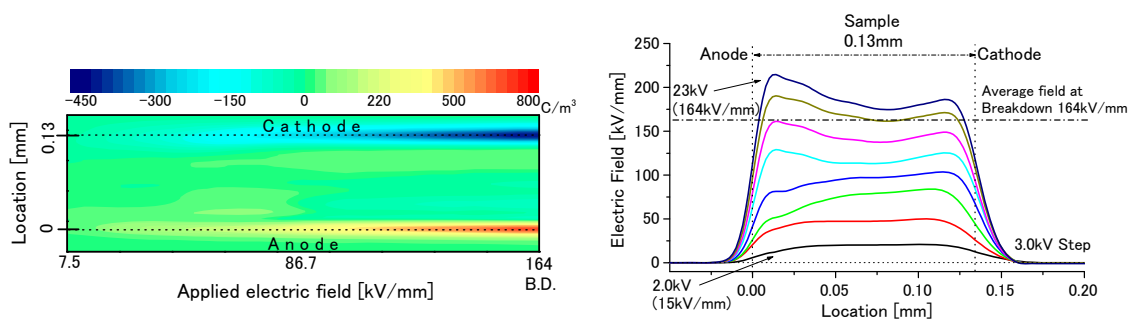 -450 -300 -150 0 220 500 800 C/m³
Location [mm]
0.13
0
Cathode
Anode
7.5 86.7 164
B.D.
Applied electric field [kV/mm]
Sample
0.13mm
Anode
Cathode
Electric Field [kV/mm]
250
200
150
100
50
0
23kV
(164kV/mm)
Average field at
Breakdown 164kV/mm
3.0kV Step
2.0kV
(15kV/mm)
0.00 0.05 0.10 0.15 0.20
Location [mm]